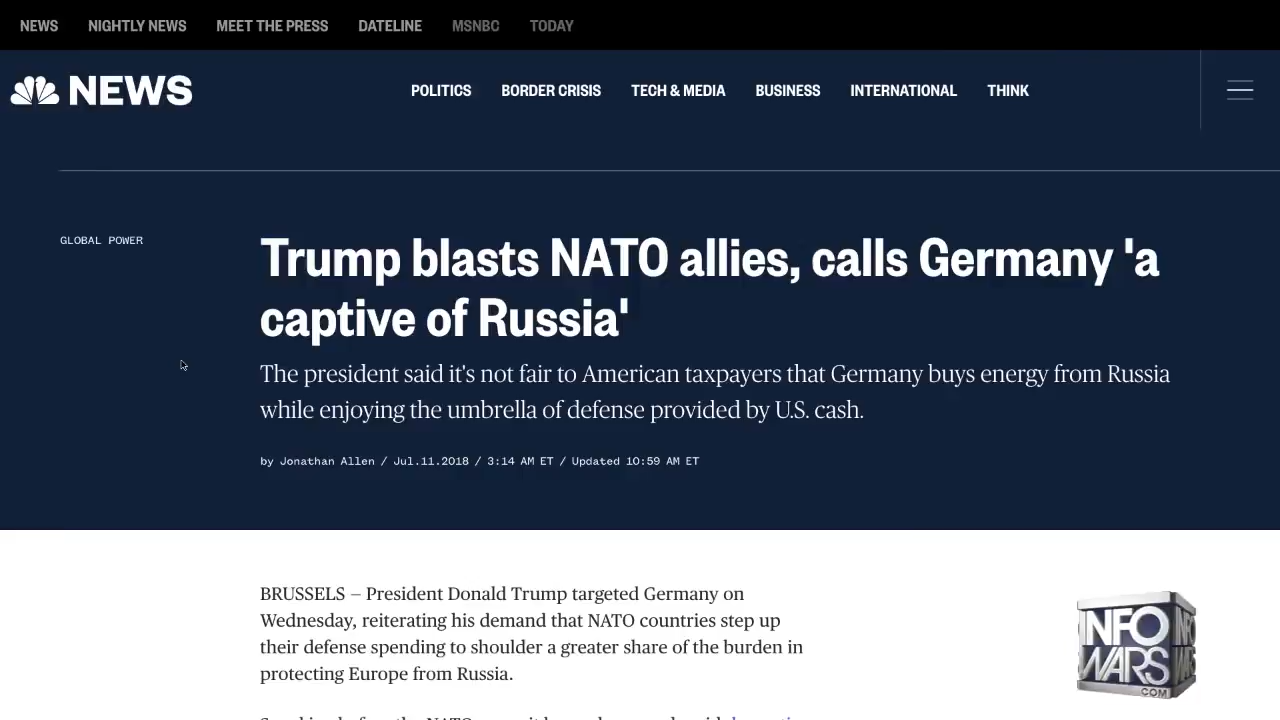 NEWS NIGHTLY NEWS MEET THE PRESS DATELINE MSNBC TODAY
NEWS POLITICS BORDER CRISIS TECH & MEDIA BUSINESS INTERNATIONAL THINK
GLOBAL POWER
Trump blasts NATO allies, calls Germany 'a
captive of Russia'
The president said it's not fair to American taxpayers that Germany buys energy from Russia
while enjoying the umbrella of defense provided by U.S. cash.
by Jonathan Allen / Jul.11.2018 / 3:14 AM ET / Updated 10:59 AM ET
BRUSSELS — President Donald Trump targeted Germany on
Wednesday, reiterating his demand that NATO countries step up
their defense spending to shoulder a greater share of the burden in
protecting Europe from Russia.
INFO
WARS
.COM